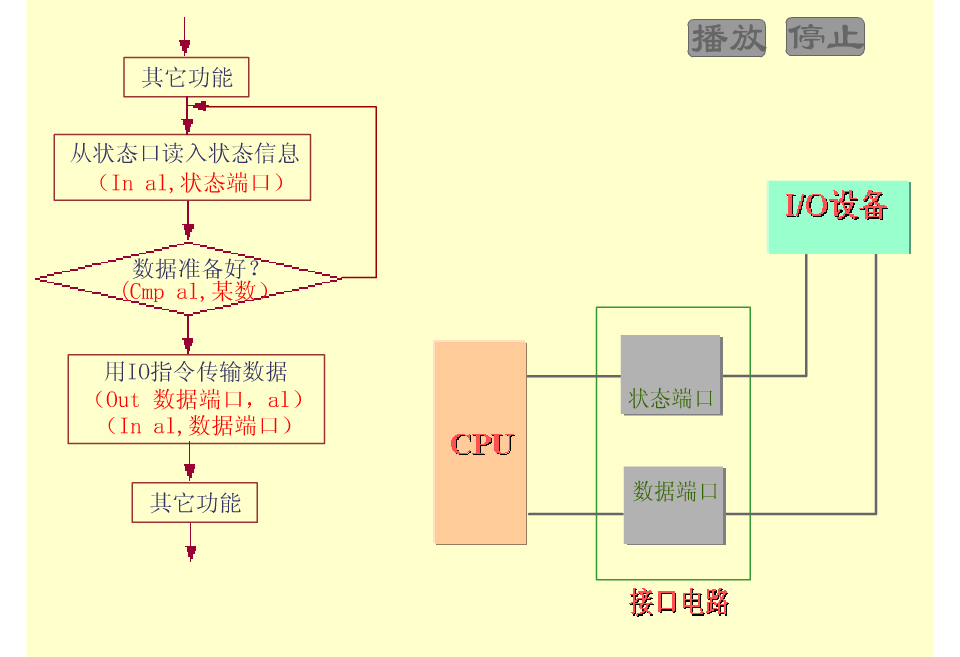 播放 停止
其它功能
从状态口读入状态信息
(In al,状态端口)
数据准备好?
(Cmp al,某数)
用IO指令传输数据
(Out 数据端口, al)
(In al,数据端口)
其它功能
I/O设备
CPU
状态端口
数据端口
接口电路